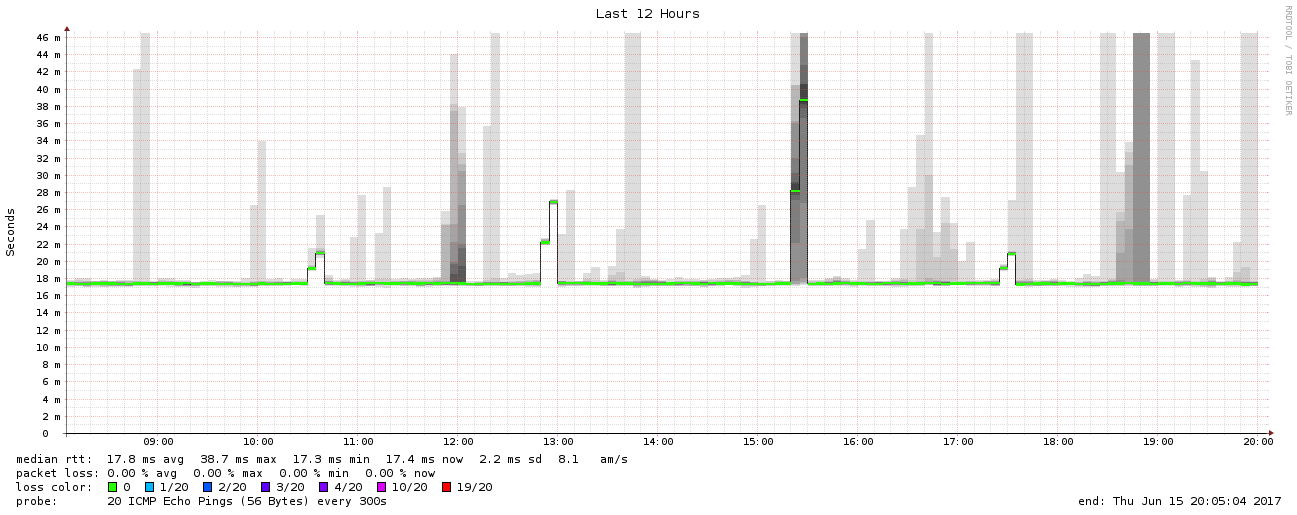 Last 12 Hours
RRDTOOL / TOBI OETIKER
Seconds
46 m
44 m
42 m
40 m
38 m
36 m
34 m
32 m
30 m
28 m
26 m
24 m
22 m
20 m
18 m
16 m
14 m
12 m
10 m
8 m
6 m
4 m
2 m
0
09:00 10:00 11:00 12:00 13:00 14:00 15:00 16:00 17:00 18:00 19:00 20:00
median rtt: 17.8 ms avg 38.7 ms max 17.3 ms min 17.4 ms now 2.2 ms sd 8.1 am/s
packet loss: 0.00 % avg 0.00 % max 0.00 % min 0.00 % now
loss color: 0 1/20 2/20 3/20 4/20 10/20 19/20
probe: 20 ICMP Echo Pings (56 Bytes) every 300s end: Thu Jun 15 20:05:04 2017